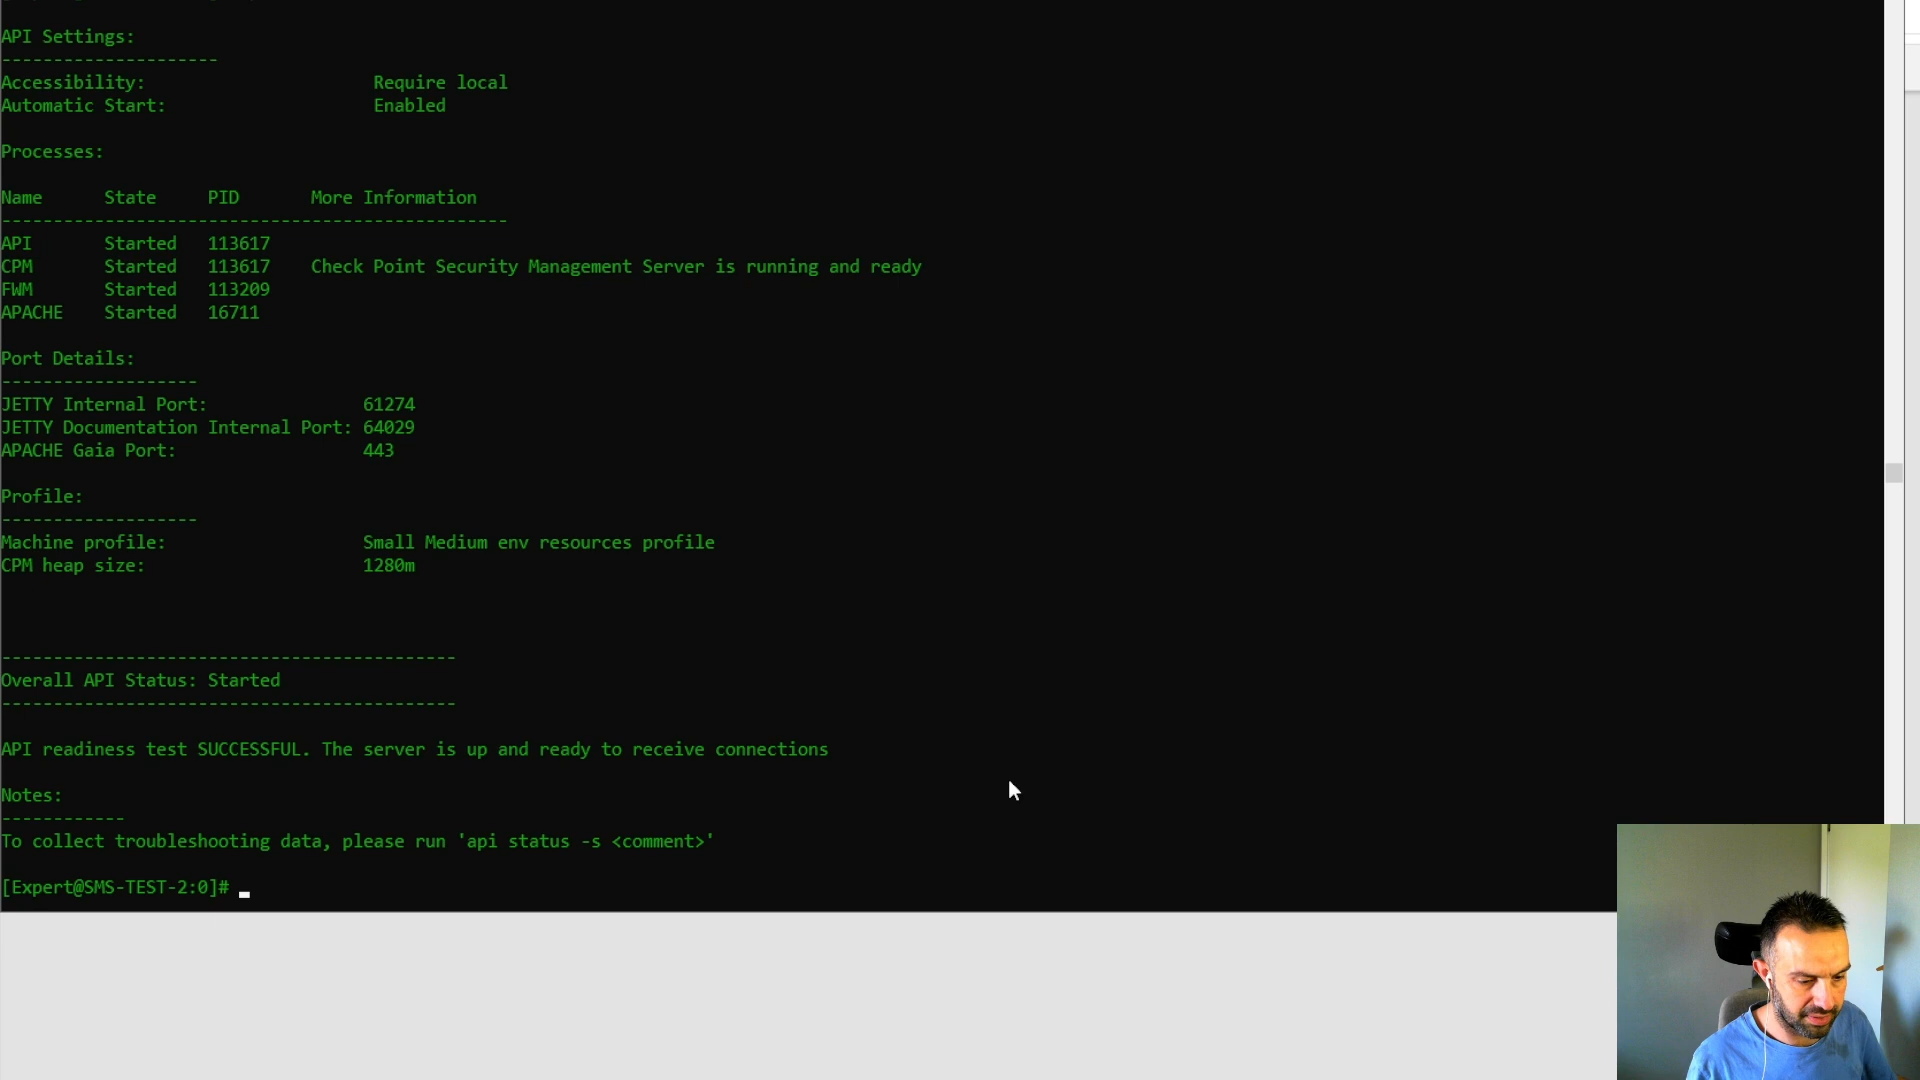 API Settings:
---------------------
Accessibility: Require local
Automatic Start: Enabled
Processes:
Name State PID More Information
-------------------------------------------------
API Started 113617
CPM Started 113617 Check Point Security Management Server is running and ready
FWM Started 113209
APACHE Started 16711
Port Details:
-------------------
JETTY Internal Port: 61274
JETTY Documentation Internal Port: 64029
APACHE Gaia Port: 443
Profile:
-------------------
Machine profile: Small Medium env resources profile
CPM heap size: 1280m
--------------------------------------------
Overall API Status: Started
--------------------------------------------
API readiness test SUCCESSFUL. The server is up and ready to receive connections
Notes:
------------
To collect troubleshooting data, please run 'api status -s <comment>'
[Expert@SMS-TEST-2:0]#